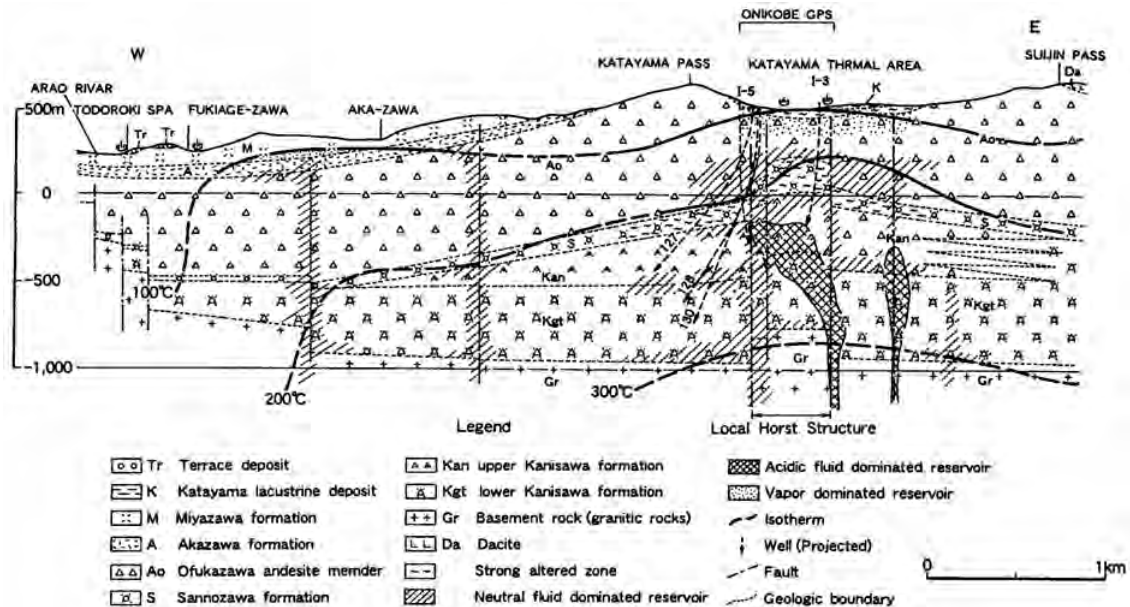 ONIKOBE GPS
W
E
KATAYAMA PASS
KATAYAMA THRMAL AREA
SUIJIN PASS
ARAO RIVAR
I-5
I-3
K
Da
500m
TODOROKI SPA
FUKIAGE-ZAWA
AKA-ZAWA
Tr
Tr
M
Ao
Ao
A
0
S
S
112
Kan
-500
Kan
128
130
100℃
Kgt
Kgt
Gr
-1,000
Gr
Gr
200℃
300℃
Legend
Local Horst Structure
Tr Terrace deposit
K Katayama lacustrine deposit
M Miyazawa formation
A Akazawa formation
Ao Ofukazawa andesite memder
S Sannozawa formation
Kan upper Kanisawa formation
Kgt lower Kanisawa formation
Gr Basement rock (granitic rocks)
Da Dacite
Strong altered zone
Neutral fluid dominated reservoir
Acidic fluid dominated reservoir
Vapor dominated reservoir
Isotherm
Well (Projected)
Fault
Geologic boundary
0
1km